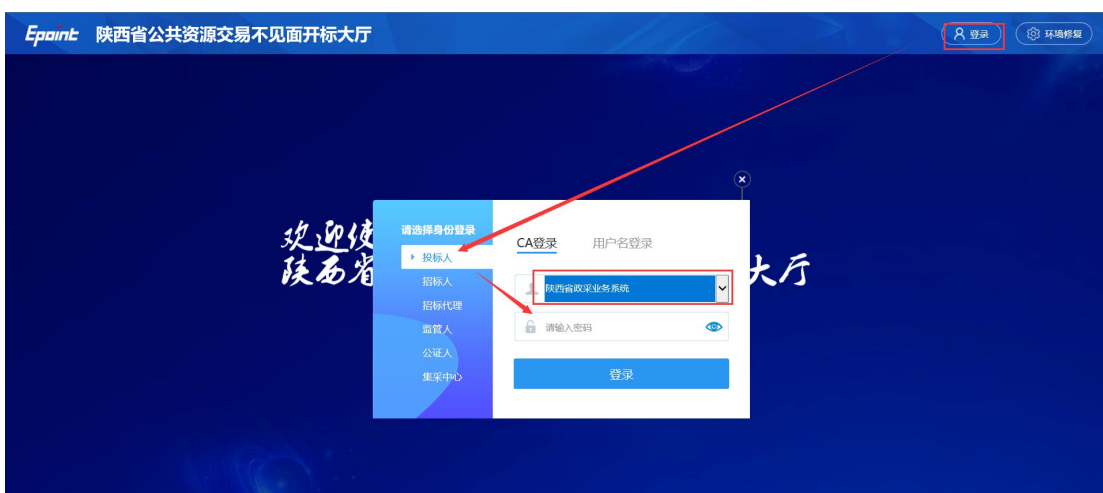 Epoint 陕西省公共资源交易不见面开标大厅
登录
环境修复
欢迎使
陕西省
大厅
请选择身份登录
投标人
招标人
招标代理
监管人
公证人
集采中心
CA登录 用户名登录
陕西省政采业务系统
请输入密码
登录